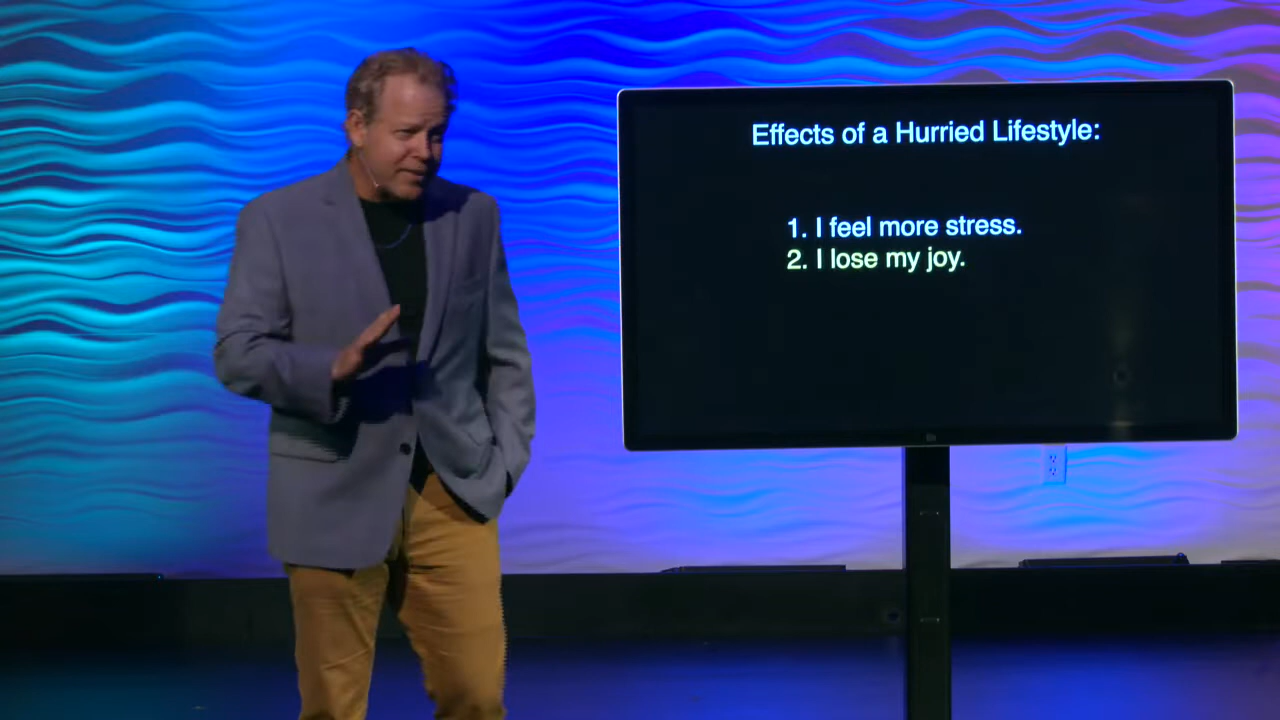 Effects of a Hurried Lifestyle:
1. I feel more stress.
2. I lose my joy.